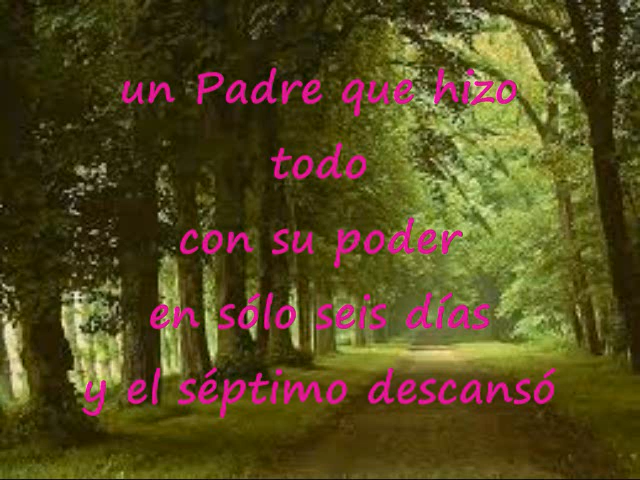 un Padre que hizo
todo
con su poder
en sólo seis días
y el séptimo descansó